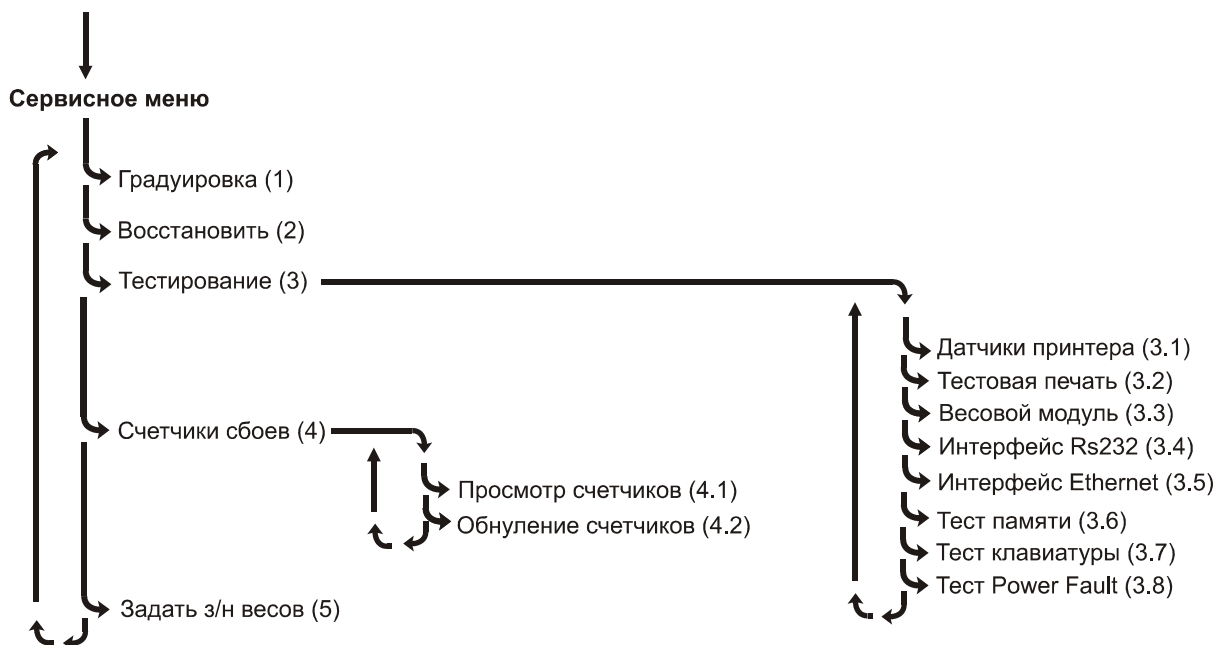 Сервисное меню
Градуировка (1)
Восстановить (2)
Тестирование (3)
Датчики принтера (3.1)
Тестовая печать (3.2)
Весовой модуль (3.3)
Интерфейс Rs232 (3.4)
Интерфейс Ethernet (3.5)
Тест памяти (3.6)
Тест клавиатуры (3.7)
Тест Power Fault (3.8)
Счетчики сбоев (4)
Просмотр счетчиков (4.1)
Обнуление счетчиков (4.2)
Задать з/н весов (5)